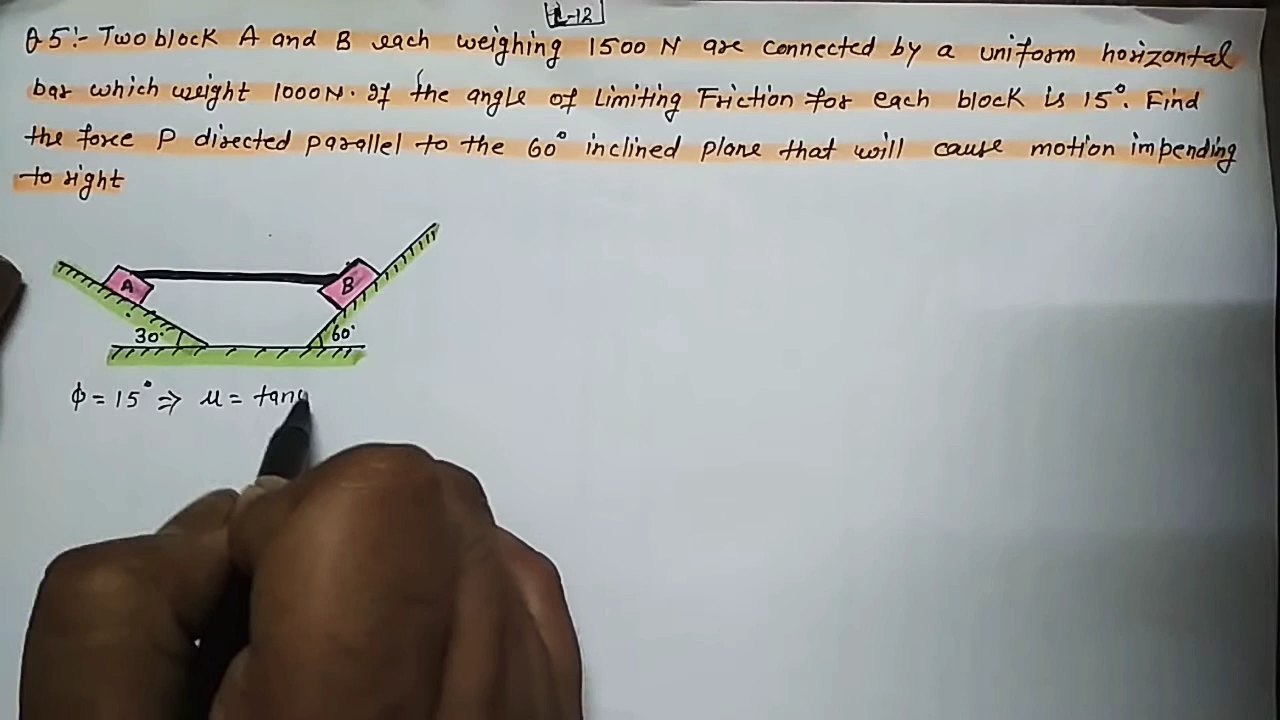 L-12
Q5:- Two block A and B each weighing 1500 N are connected by a uniform horizontal
bar which weight 1000N. If the angle of Limiting Friction for each block is 15°. Find
the force P directed parallel to the 60° inclined plane that will cause motion impending
to right
A
B
30°
60°
ϕ = 15° ⇒ μ = tan